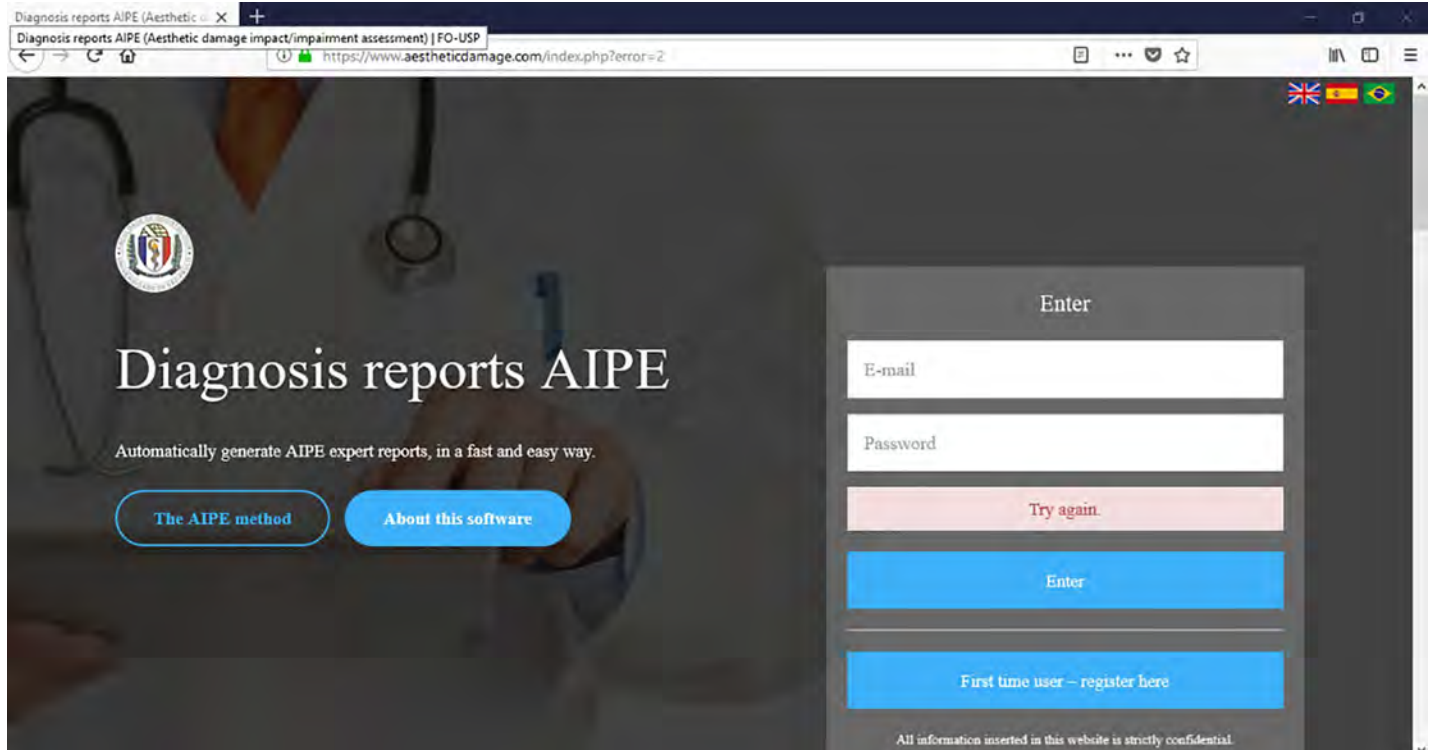 Diagnosis reports AIPE (Aesthetic
Diagnosis reports AIPE (Aesthetic damage impact/impairment assessment) | FO-USP
https://www.aestheticdamage.com/index.php?error=2
Diagnosis reports AIPE
Automatically generate AIPE expert reports, in a fast and easy way.
The AIPE method
About this software
Enter
E-mail
Password
Try again.
Enter
First time user – register here
All information inserted in this website is strictly confidential.